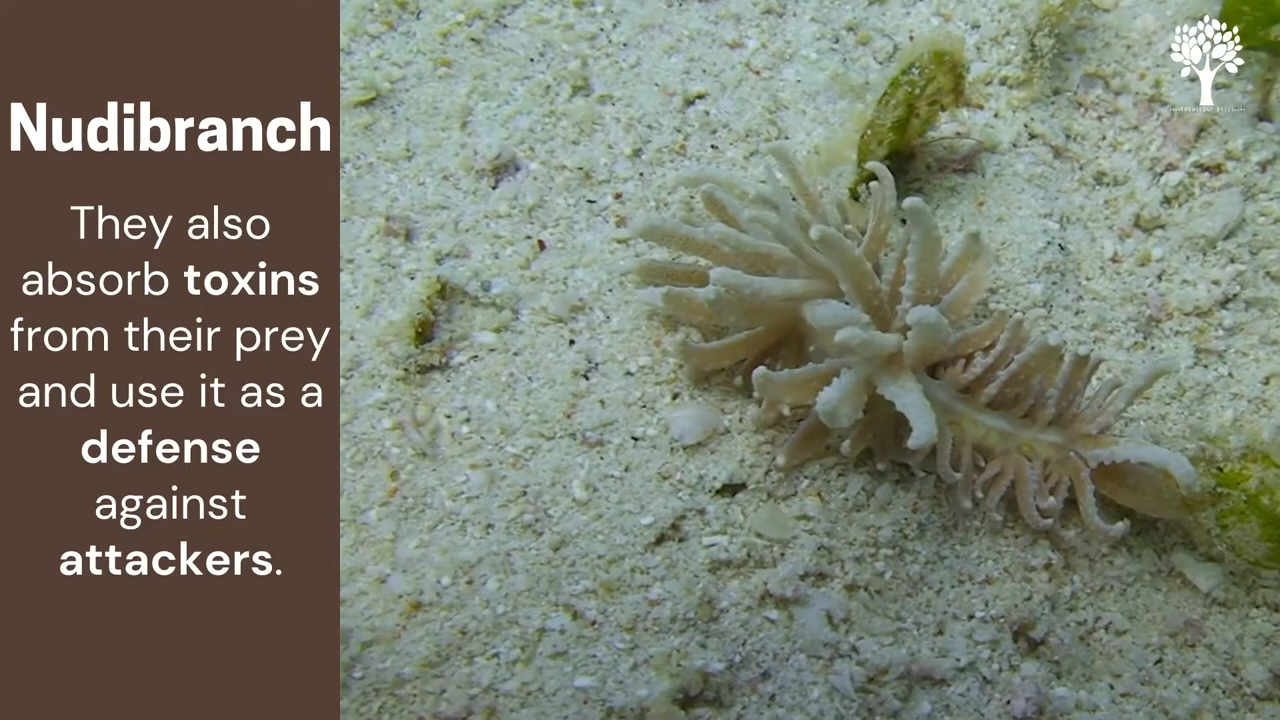 Nudibranch
They also
absorb toxins
from their prey
and use it as a
defense
against
attackers.